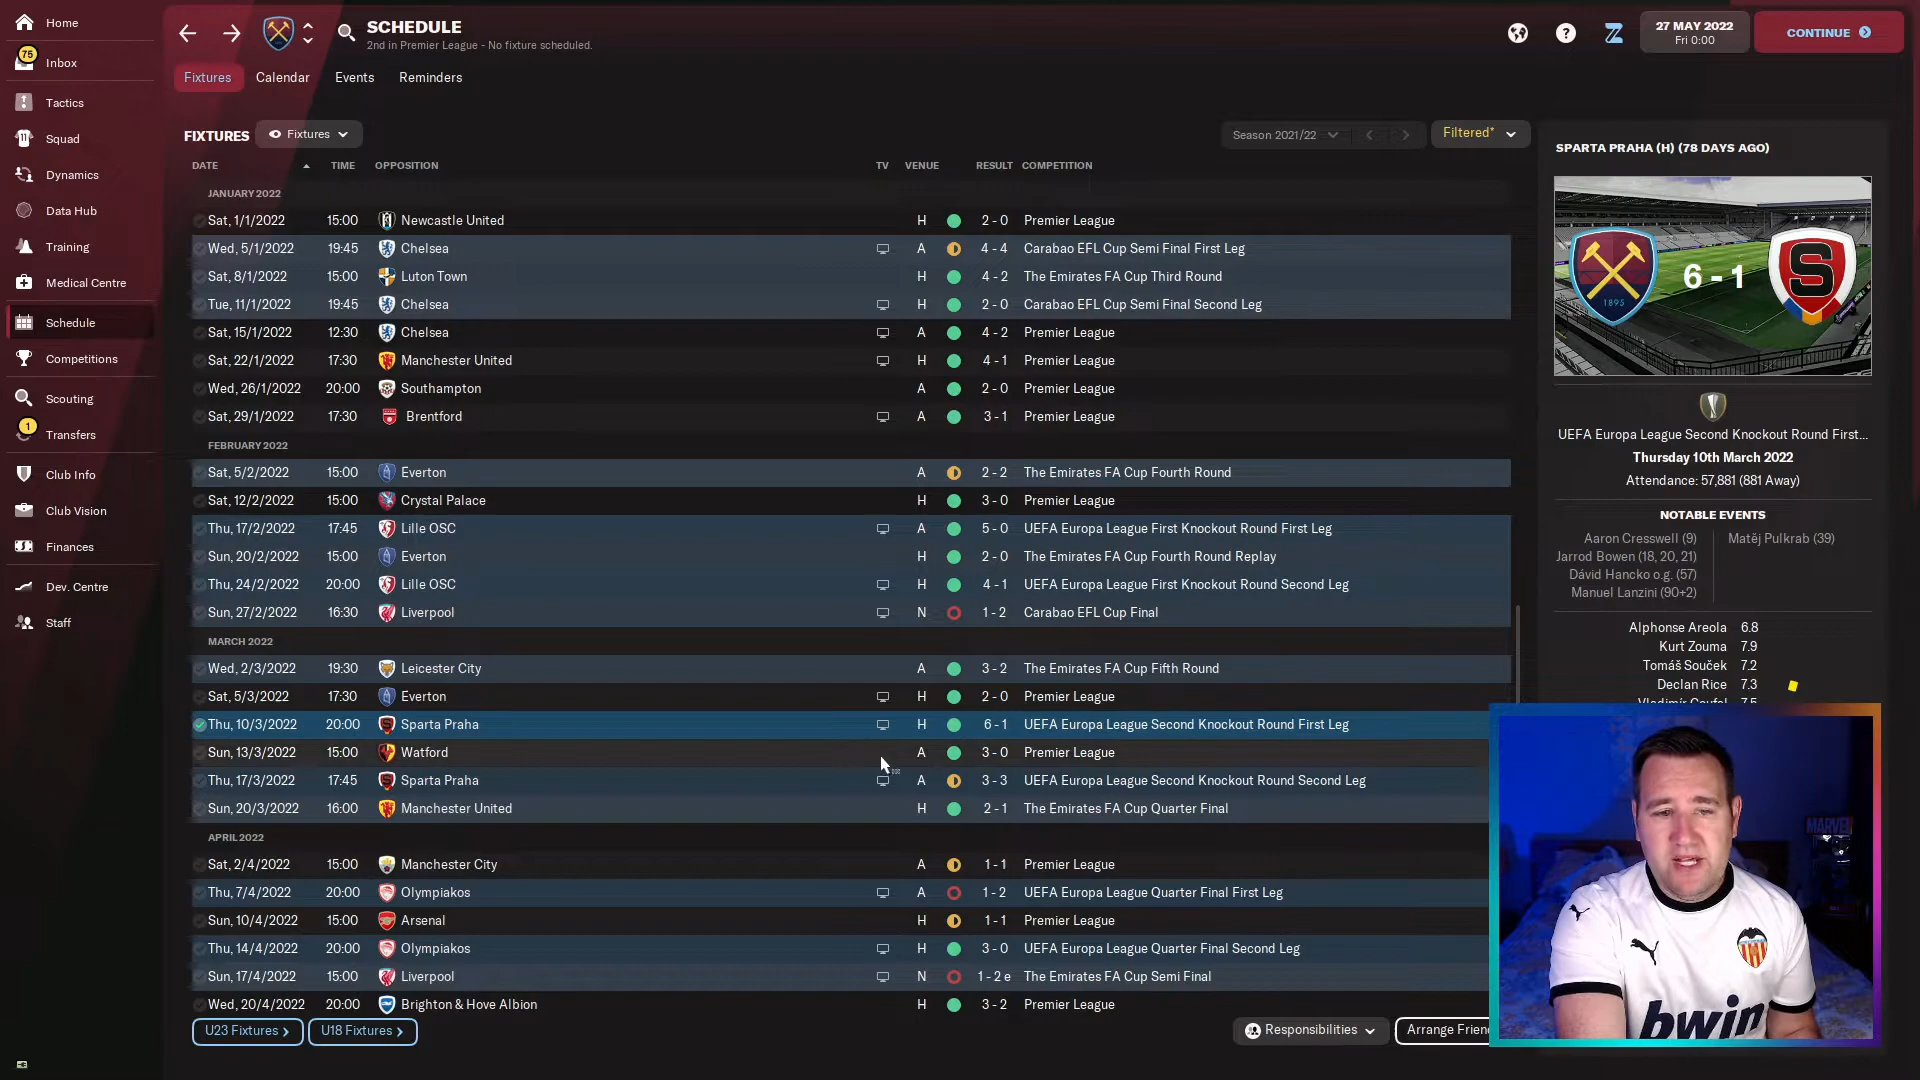 Home
75
Inbox
Tactics
Squad
Dynamics
Data Hub
Training
Medical Centre
Schedule
Competitions
Scouting
1
Transfers
Club Info
Club Vision
Finances
Dev. Centre
Staff
SCHEDULE
2nd in Premier League - No fixture scheduled.
27 MAY 2022
Fri 0:00
CONTINUE
Fixtures Calendar Events Reminders
FIXTURES Fixtures Season 2021/22 Filtered*
DATE TIME OPPOSITION TV VENUE RESULT COMPETITION
JANUARY 2022
Sat, 1/1/2022 15:00 Newcastle United H 2 - 0 Premier League
Wed, 5/1/2022 19:45 Chelsea A 4 - 4 Carabao EFL Cup Semi Final First Leg
Sat, 8/1/2022 15:00 Luton Town H 4 - 2 The Emirates FA Cup Third Round
Tue, 11/1/2022 19:45 Chelsea H 2 - 0 Carabao EFL Cup Semi Final Second Leg
Sat, 15/1/2022 12:30 Chelsea A 4 - 2 Premier League
Sat, 22/1/2022 17:30 Manchester United H 4 - 1 Premier League
Wed, 26/1/2022 20:00 Southampton A 2 - 0 Premier League
Sat, 29/1/2022 17:30 Brentford A 3 - 1 Premier League
FEBRUARY 2022
Sat, 5/2/2022 15:00 Everton A 2 - 2 The Emirates FA Cup Fourth Round
Sat, 12/2/2022 15:00 Crystal Palace H 3 - 0 Premier League
Thu, 17/2/2022 17:45 Lille OSC A 5 - 0 UEFA Europa League First Knockout Round First Leg
Sun, 20/2/2022 15:00 Everton H 2 - 0 The Emirates FA Cup Fourth Round Replay
Thu, 24/2/2022 20:00 Lille OSC H 4 - 1 UEFA Europa League First Knockout Round Second Leg
Sun, 27/2/2022 16:30 Liverpool N 1 - 2 Carabao EFL Cup Final
MARCH 2022
Wed, 2/3/2022 19:30 Leicester City A 3 - 2 The Emirates FA Cup Fifth Round
Sat, 5/3/2022 17:30 Everton H 2 - 0 Premier League
Thu, 10/3/2022 20:00 Sparta Praha H 6 - 1 UEFA Europa League Second Knockout Round First Leg
Sun, 13/3/2022 15:00 Watford A 3 - 0 Premier League
Thu, 17/3/2022 17:45 Sparta Praha A 3 - 3 UEFA Europa League Second Knockout Round Second Leg
Sun, 20/3/2022 16:00 Manchester United H 2 - 1 The Emirates FA Cup Quarter Final
APRIL 2022
Sat, 2/4/2022 15:00 Manchester City A 1 - 1 Premier League
Thu, 7/4/2022 20:00 Olympiakos A 1 - 2 UEFA Europa League Quarter Final First Leg
Sun, 10/4/2022 15:00 Arsenal H 1 - 1 Premier League
Thu, 14/4/2022 20:00 Olympiakos H 3 - 0 UEFA Europa League Quarter Final Second Leg
Sun, 17/4/2022 15:00 Liverpool N 1 - 2 e The Emirates FA Cup Semi Final
Wed, 20/4/2022 20:00 Brighton & Hove Albion H 3 - 2 Premier League
U23 Fixtures > U18 Fixtures > Responsibilities Arrange Frien
SPARTA PRAHA (H) (78 DAYS AGO)
6 - 1
1895
UEFA Europa League Second Knockout Round First...
Thursday 10th March 2022
Attendance: 57,881 (881 Away)
NOTABLE EVENTS
Aaron Cresswell (9) Matěj Pulkrab (39)
Jarrod Bowen (18, 20, 21)
Dávid Hancko o.g. (57)
Manuel Lanzini (90+2)
Alphonse Areola 6.8
Kurt Zouma 7.9
Tomáš Souček 7.2
Declan Rice 7.3
MARVEL
bwin